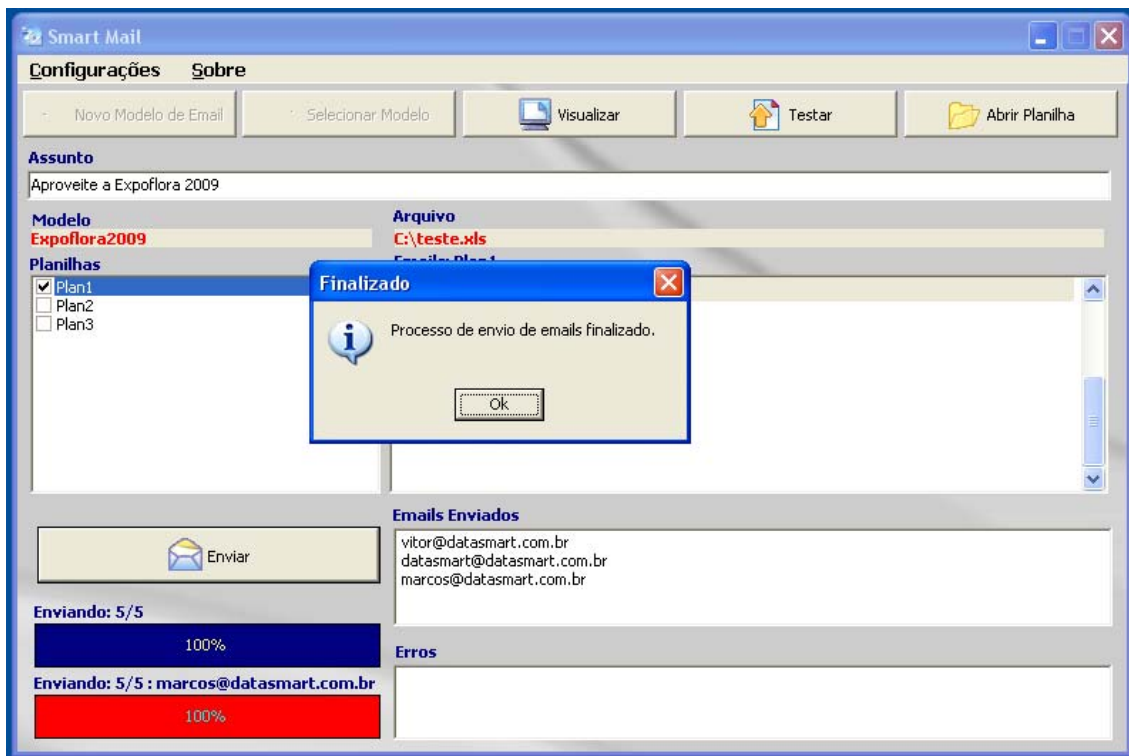 Smart Mail
Configurações Sobre
Novo Modelo de Email Selecionar Modelo Visualizar Testar Abrir Planilha
Assunto
Aproveite a Expoflora 2009
Modelo Arquivo
Expoflora2009 C:\teste.xls
Planilhas Emails: Plan1
Plan1
Plan2
Plan3
Finalizado
Processo de envio de emails finalizado.
Ok
Enviar
Enviando: 5/5
100%
Enviando: 5/5 : marcos@datasmart.com.br
100%
Emails Enviados
vitor@datasmart.com.br
datasmart@datasmart.com.br
marcos@datasmart.com.br
Erros